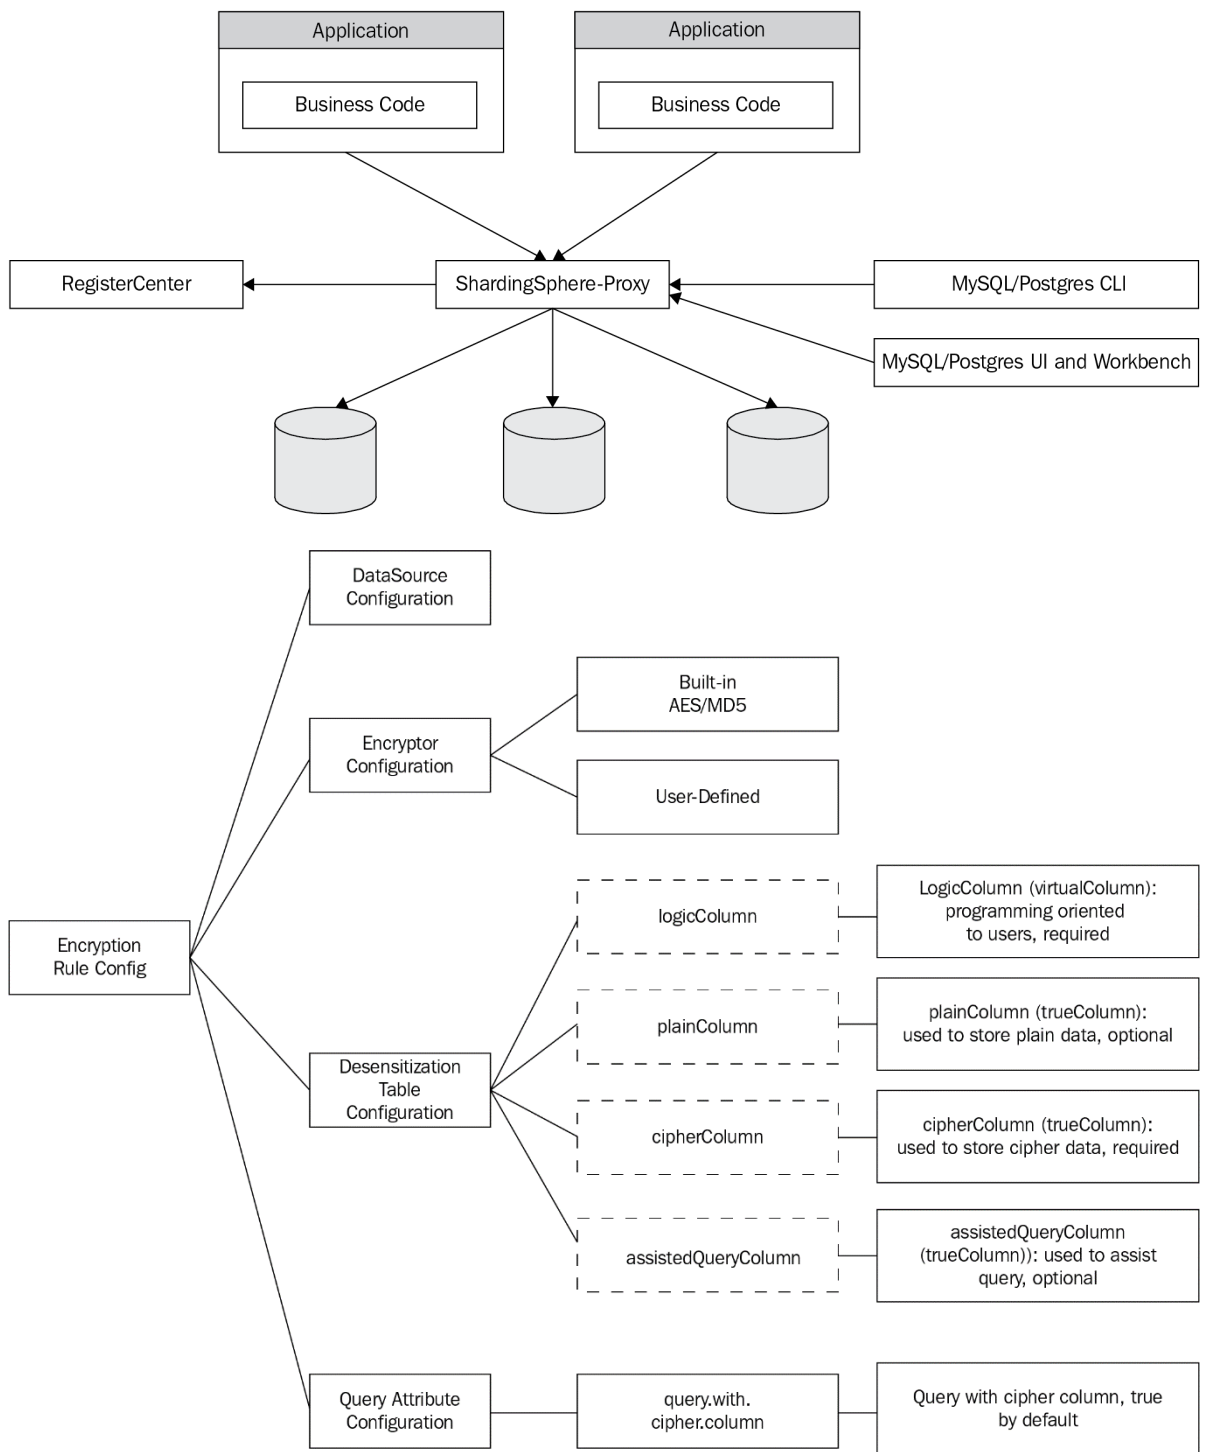 Application
Application
Business Code
Business Code
RegisterCenter
ShardingSphere-Proxy
MySQL/Postgres CLI
MySQL/Postgres UI and Workbench
DataSource
Configuration
Built-in
AES/MD5
Encryptor
Configuration
User-Defined
Encryption
Rule Config
logicColumn
LogicColumn (virtualColumn):
programming oriented
to users, required
plainColumn
plainColumn (trueColumn):
used to store plain data, optional
Desensitization
Table
Configuration
cipherColumn
cipherColumn (trueColumn):
used to store cipher data, required
assistedQueryColumn
assistedQueryColumn
(trueColumn)): used to assist
query, optional
Query Attribute
Configuration
query.with.
cipher.column
Query with cipher column, true
by default